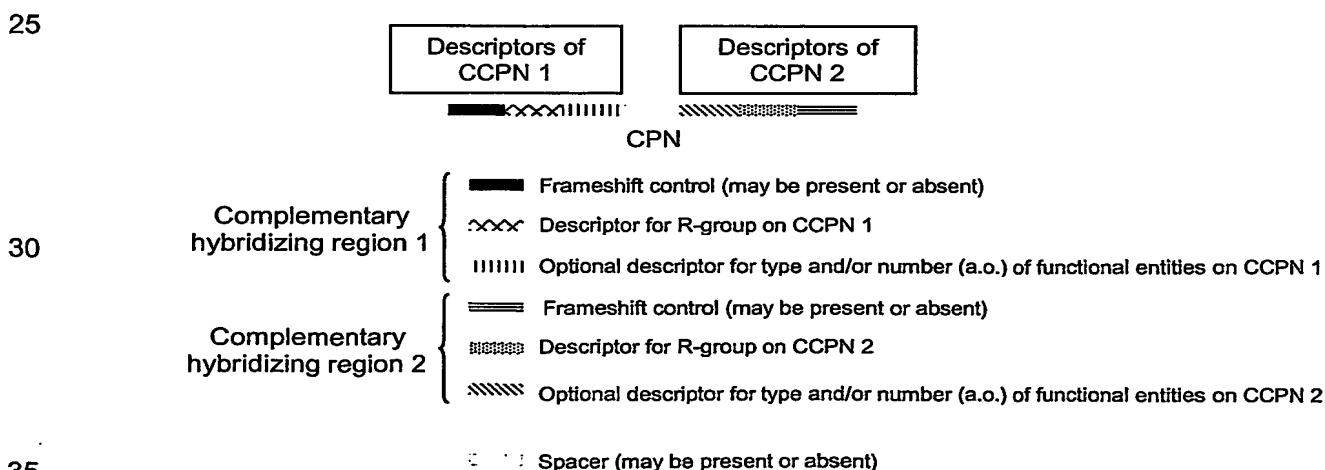 25
Descriptors of CCPN 1
Descriptors of CCPN 2
CPN
Complementary hybridizing region 1
Frameshift control (may be present or absent)
Descriptor for R-group on CCPN 1
30
Optional descriptor for type and/or number (a.o.) of functional entities on CCPN 1
Complementary hybridizing region 2
Frameshift control (may be present or absent)
Descriptor for R-group on CCPN 2
Optional descriptor for type and/or number (a.o.) of functional entities on CCPN 2
35
Spacer (may be present or absent)